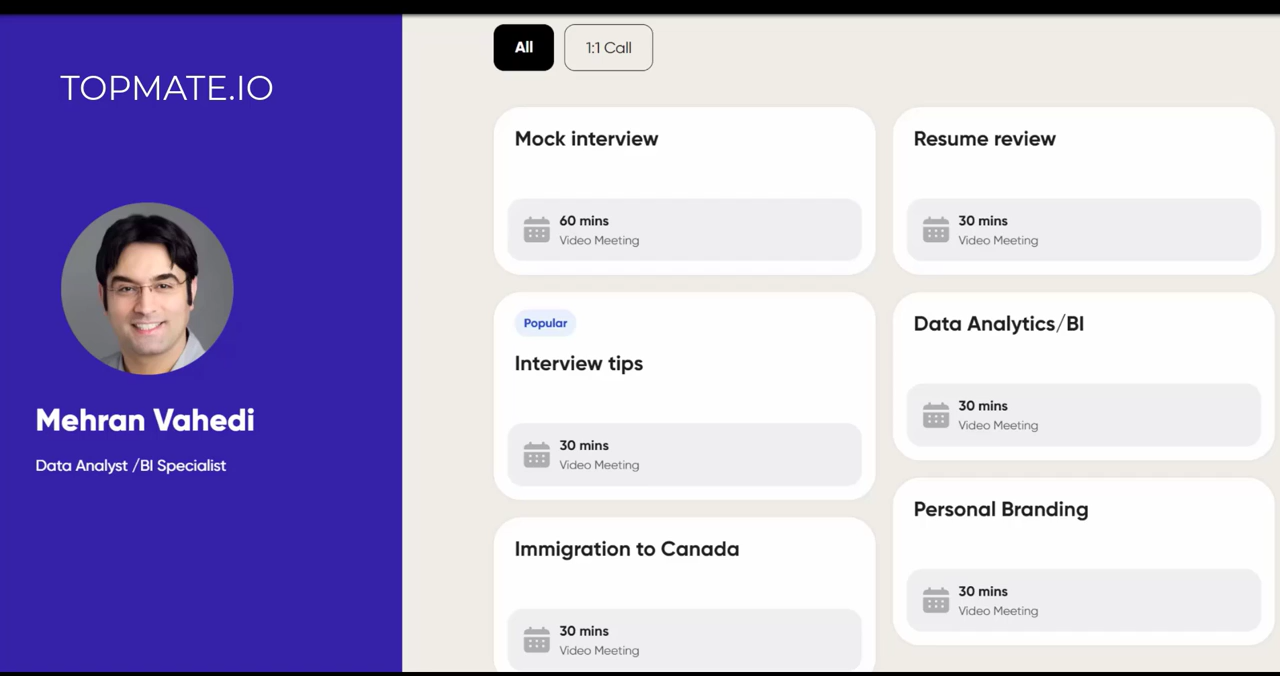 TOPMATE.IO
Mehran Vahedi
Data Analyst /BI Specialist
All
1:1 Call
Mock interview
60 mins
Video Meeting
Resume review
30 mins
Video Meeting
Popular
Interview tips
30 mins
Video Meeting
Data Analytics/BI
30 mins
Video Meeting
Immigration to Canada
30 mins
Video Meeting
Personal Branding
30 mins
Video Meeting